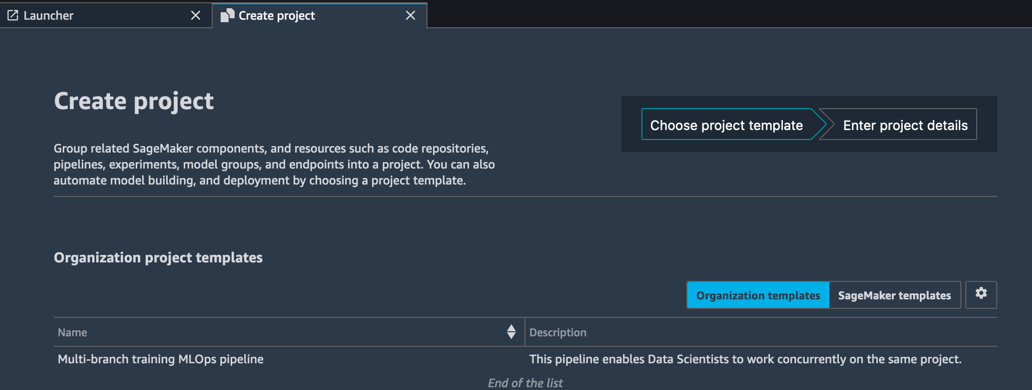 Launcher
Create project
Create project
Choose project template
Enter project details
Group related SageMaker components, and resources such as code repositories,
pipelines, experiments, model groups, and endpoints into a project. You can also
automate model building, and deployment by choosing a project template.
Organization project templates
Organization templates
SageMaker templates
Name
Description
Multi-branch training MLOps pipeline
This pipeline enables Data Scientists to work concurrently on the same project.
End of the list